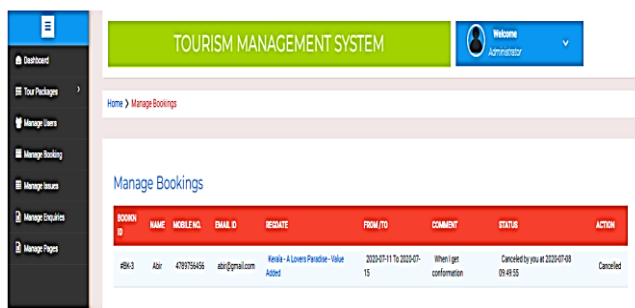 TOURISM MANAGEMENT SYSTEM
Welcome
Administrator
Dashboard
Tour Packages
Manage Users
Manage Booking
Manage Issues
Manage Enquiries
Manage Pages
Home > Manage Bookings
Manage Bookings
BOOKN ID NAME MOBILE NO. EMAIL ID REGDATE FROM /TO COMMENT STATUS ACTION
#BK-3 Abir 4789756456 abir@gmail.com Kerala - A Lovers Paradise - Value Added 2020-07-11 To 2020-07-15 When I get conformation Canceled by you at 2020-07-08 09:49:55 Cancelled